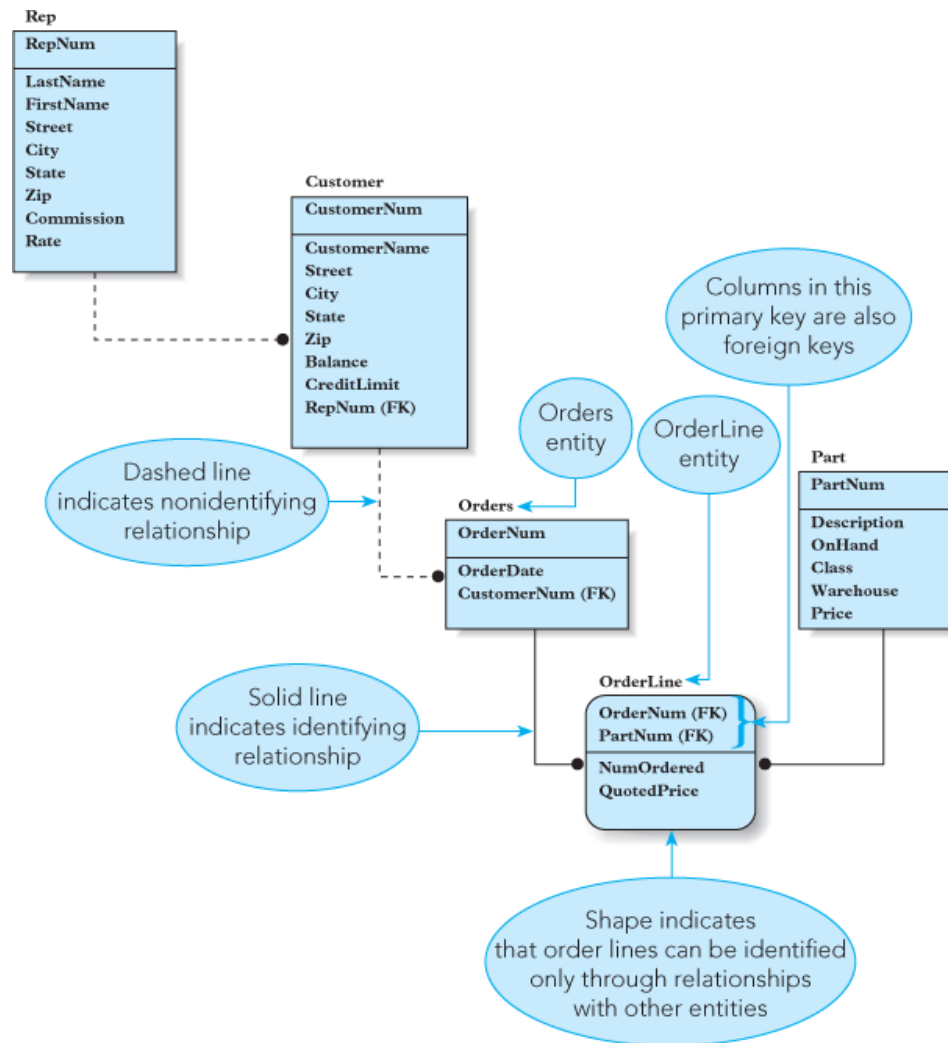 Rep
RepNum
LastName
FirstName
Street
City
State
Zip
Commission
Rate
Customer
CustomerNum
CustomerName
Street
City
State
Zip
Balance
CreditLimit
RepNum (FK)
Columns in this
primary key are also
foreign keys
Orders
entity
OrderLine
entity
Dashed line
indicates nonidentifying
relationship
Part
PartNum
Description
OnHand
Class
Warehouse
Price
Orders
OrderNum
OrderDate
CustomerNum (FK)
Solid line
indicates identifying
relationship
OrderLine
OrderNum (FK)
PartNum (FK)
NumOrdered
QuotedPrice
Shape indicates
that order lines can be identified
only through relationships
with other entities